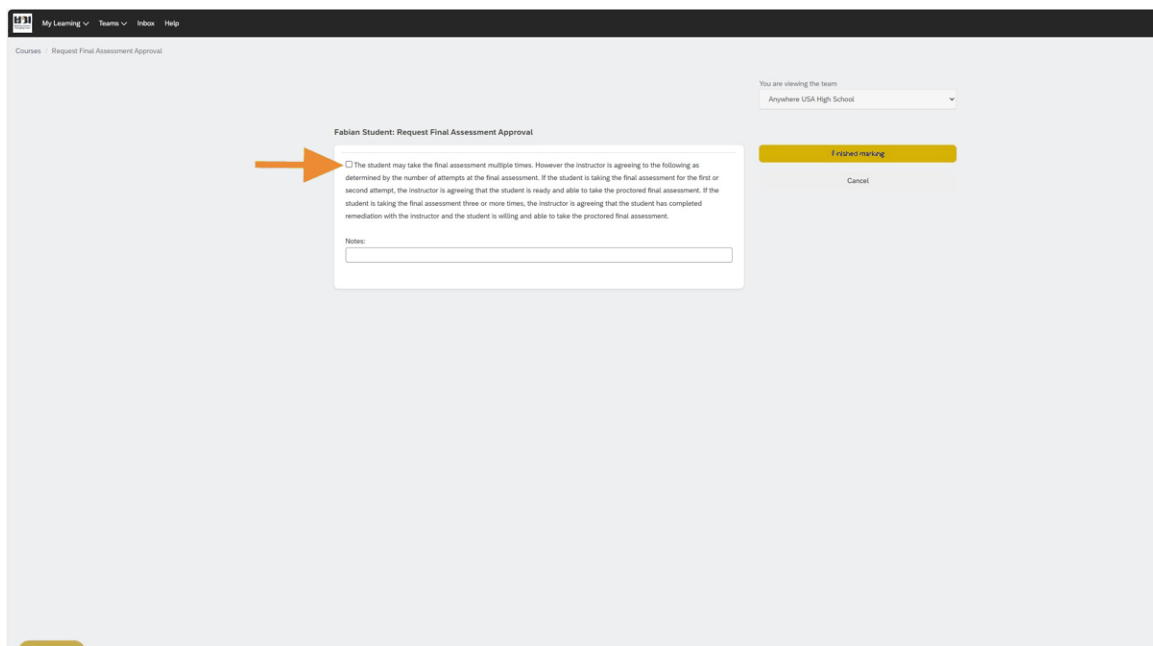 HBI
My Learning Teams Inbox Help
Courses / Request Final Assessment Approval
You are viewing the team
Anywhere USA High School
Fabian Student: Request Final Assessment Approval
Finished marking
The student may take the final assessment multiple times. However the instructor is agreeing to the following as
determined by the number of attempts at the final assessment. If the student is taking the final assessment for the first or
second attempt, the instructor is agreeing that the student is ready and able to take the proctored final assessment. If the
student is taking the final assessment three or more times, the instructor is agreeing that the student has completed
remediation with the instructor and the student is willing and able to take the proctored final assessment.
Cancel
Notes: